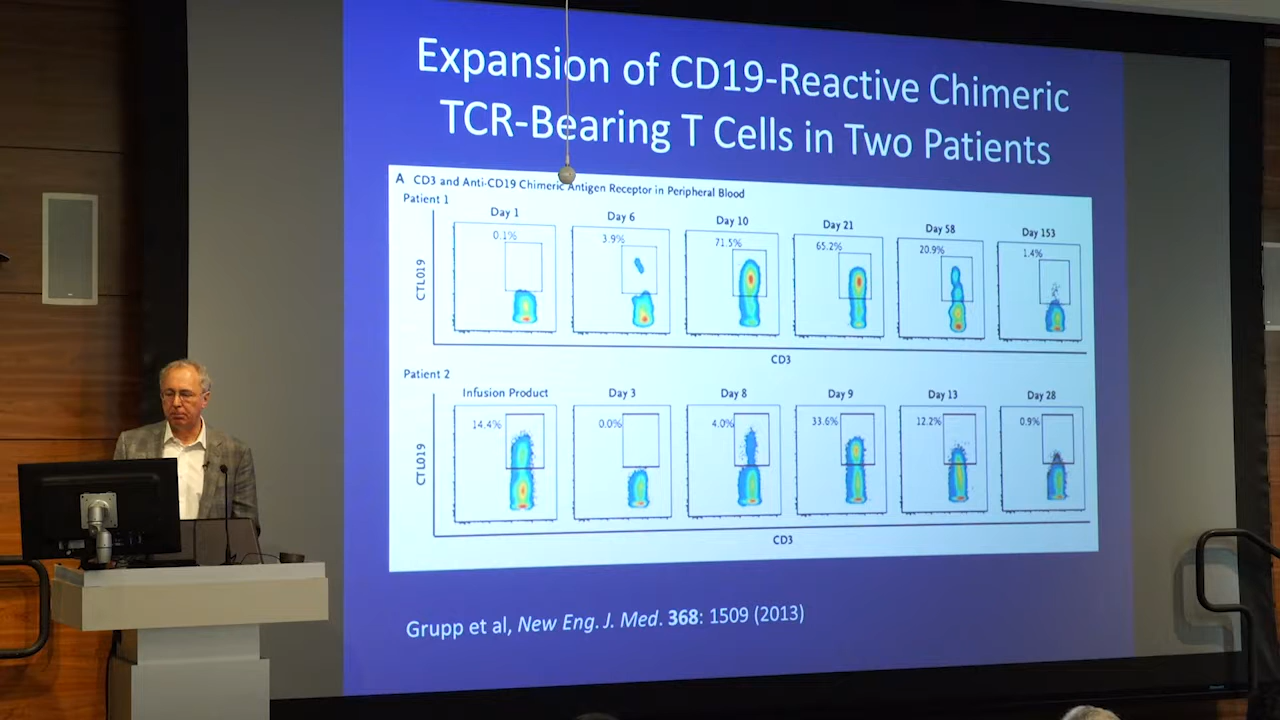 Expansion of CD19-Reactive Chimeric
TCR-Bearing T Cells in Two Patients
A CD3 and Anti-CD19 Chimeric Antigen Receptor in Peripheral Blood
Patient 1
Day 1 Day 6 Day 10 Day 21 Day 58 Day 153
0.1% 3.9% 71.5% 65.2% 20.9% 1.4%
CTL019
CD3
Patient 2
Infusion Product Day 3 Day 8 Day 9 Day 13 Day 28
14.4% 0.0% 4.0% 33.6% 12.2% 0.9%
CTL019
CD3
Grupp et al, New Eng. J. Med. 368: 1509 (2013)